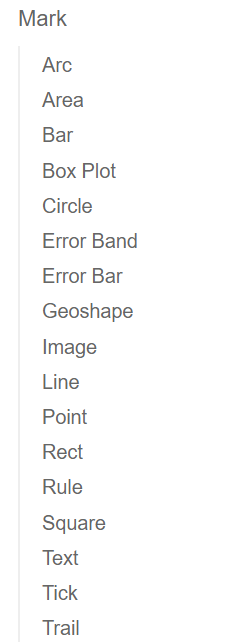 Mark
Arc
Area
Bar
Box Plot
Circle
Error Band
Error Bar
Geoshape
Image
Line
Point
Rect
Rule
Square
Text
Tick
Trail